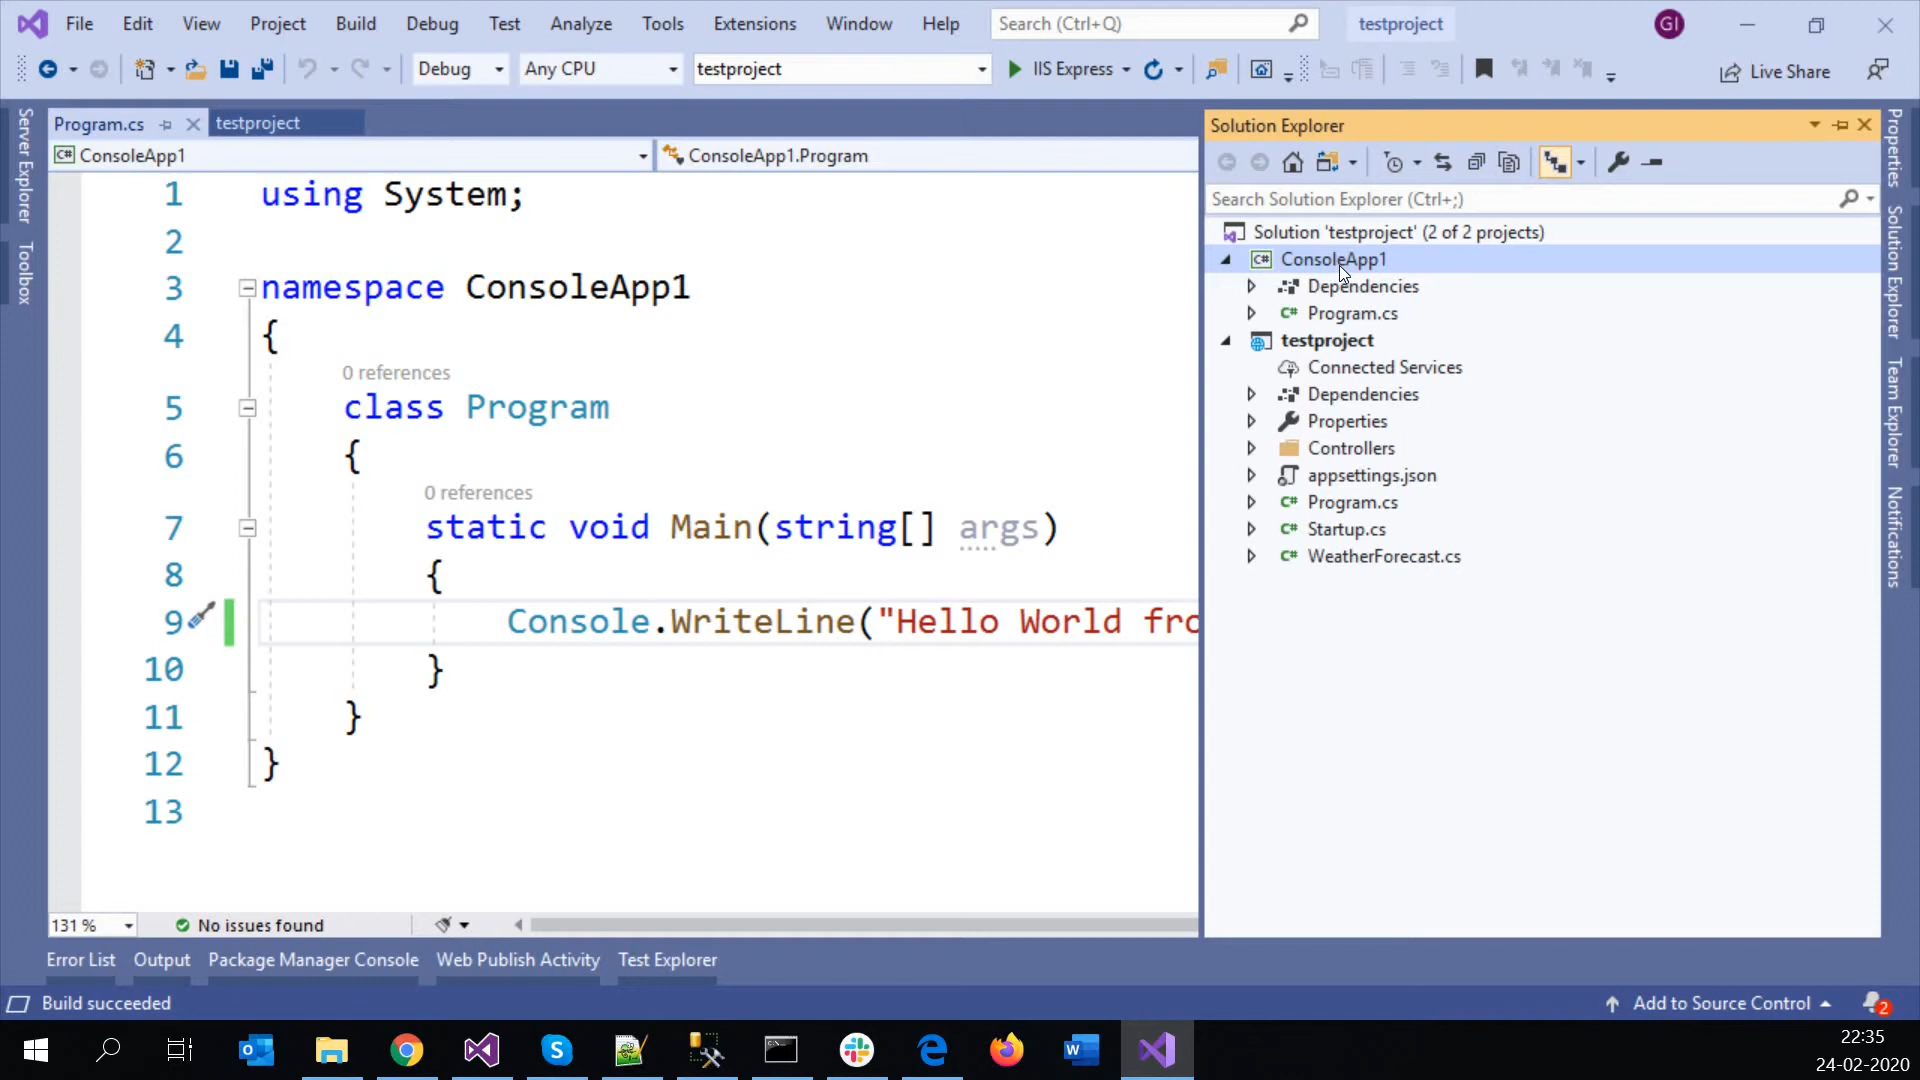 File Edit View Project Build Debug Test Analyze Tools Extensions Window Help Search (Ctrl+Q) testproject GI
Debug Any CPU testproject IIS Express Live Share
Server Explorer
Toolbox
Program.cs testproject
ConsoleApp1 ConsoleApp1.Program
1 using System;
2
3 namespace ConsoleApp1
4 {
0 references
5 class Program
6 {
0 references
7 static void Main(string[] args)
8 {
9 Console.WriteLine("Hello World fro
10 }
11 }
12 }
13
131 % No issues found
Solution Explorer
Search Solution Explorer (Ctrl+;)
Solution 'testproject' (2 of 2 projects)
C# ConsoleApp1
Dependencies
C# Program.cs
testproject
Connected Services
Dependencies
Properties
Controllers
appsettings.json
C# Program.cs
C# Startup.cs
C# WeatherForecast.cs
Properties
Solution Explorer
Team Explorer
Notifications
Error List Output Package Manager Console Web Publish Activity Test Explorer
Build succeeded Add to Source Control 2
22:35
24-02-2020